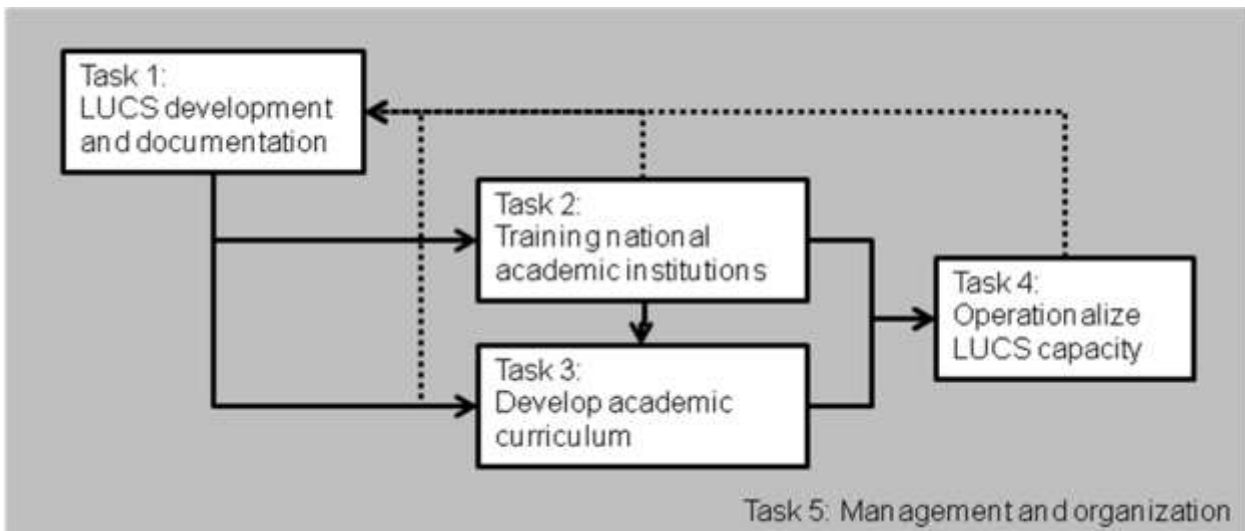 Task 1:
LUCS development
and documentation
Task 2:
Training national
academic institutions
Task 3:
Develop academic
curriculum
Task 4:
Operationalize
LUCS capacity
Task 5: Management and organization